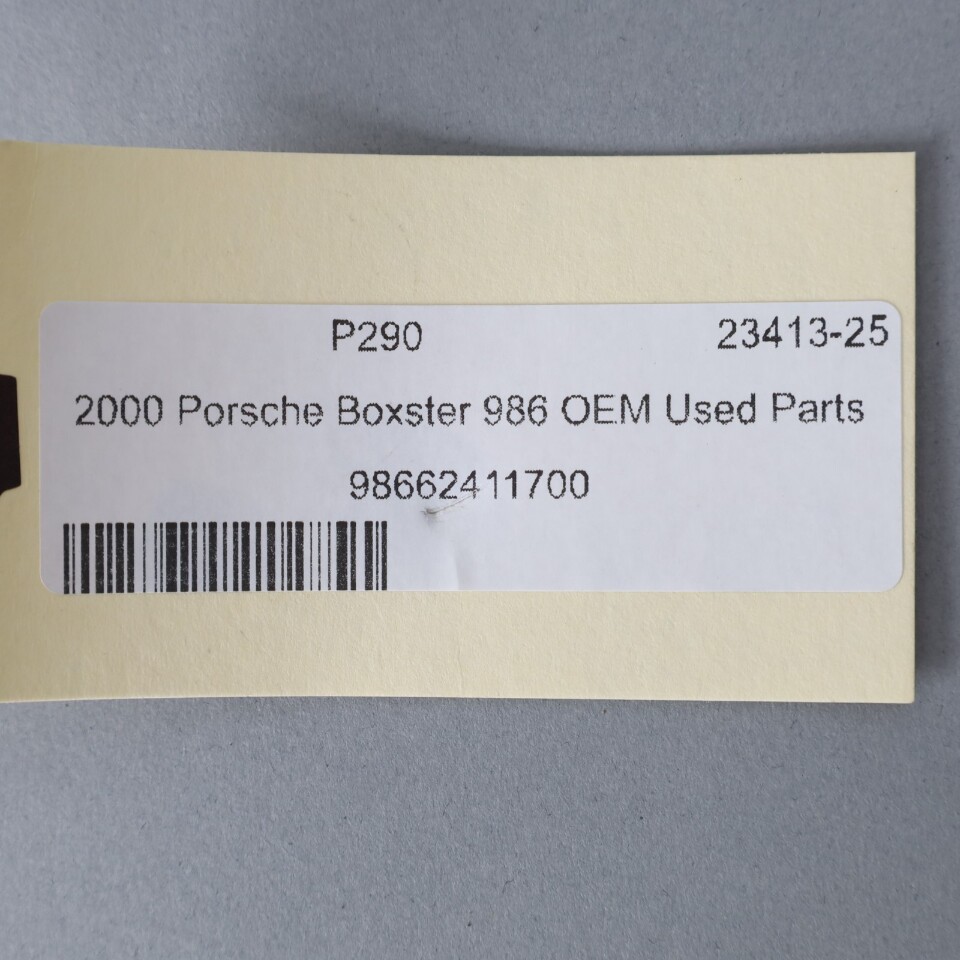 P290 23413-25
2000 Porsche Boxster 986 OEM Used Parts
98662411700